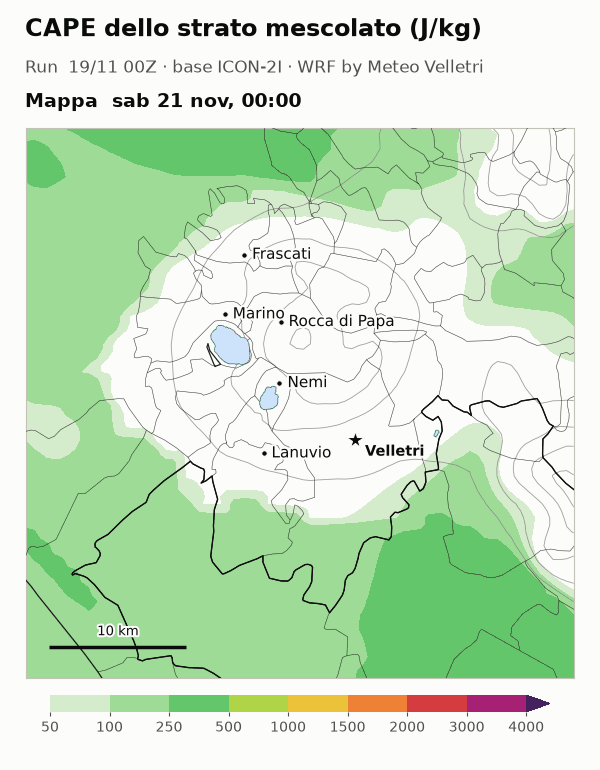 CAPE dello strato mescolato (J/kg)
Run  19/11 00Z · base ICON-2I · WRF by Meteo Velletri
Mappa  sab 21 nov, 00:00
Frascati
Marino
Rocca di Papa
Nemi
Velletri
Lanuvio
10 km
50 100 250 500 1000 1500 2000 3000 4000